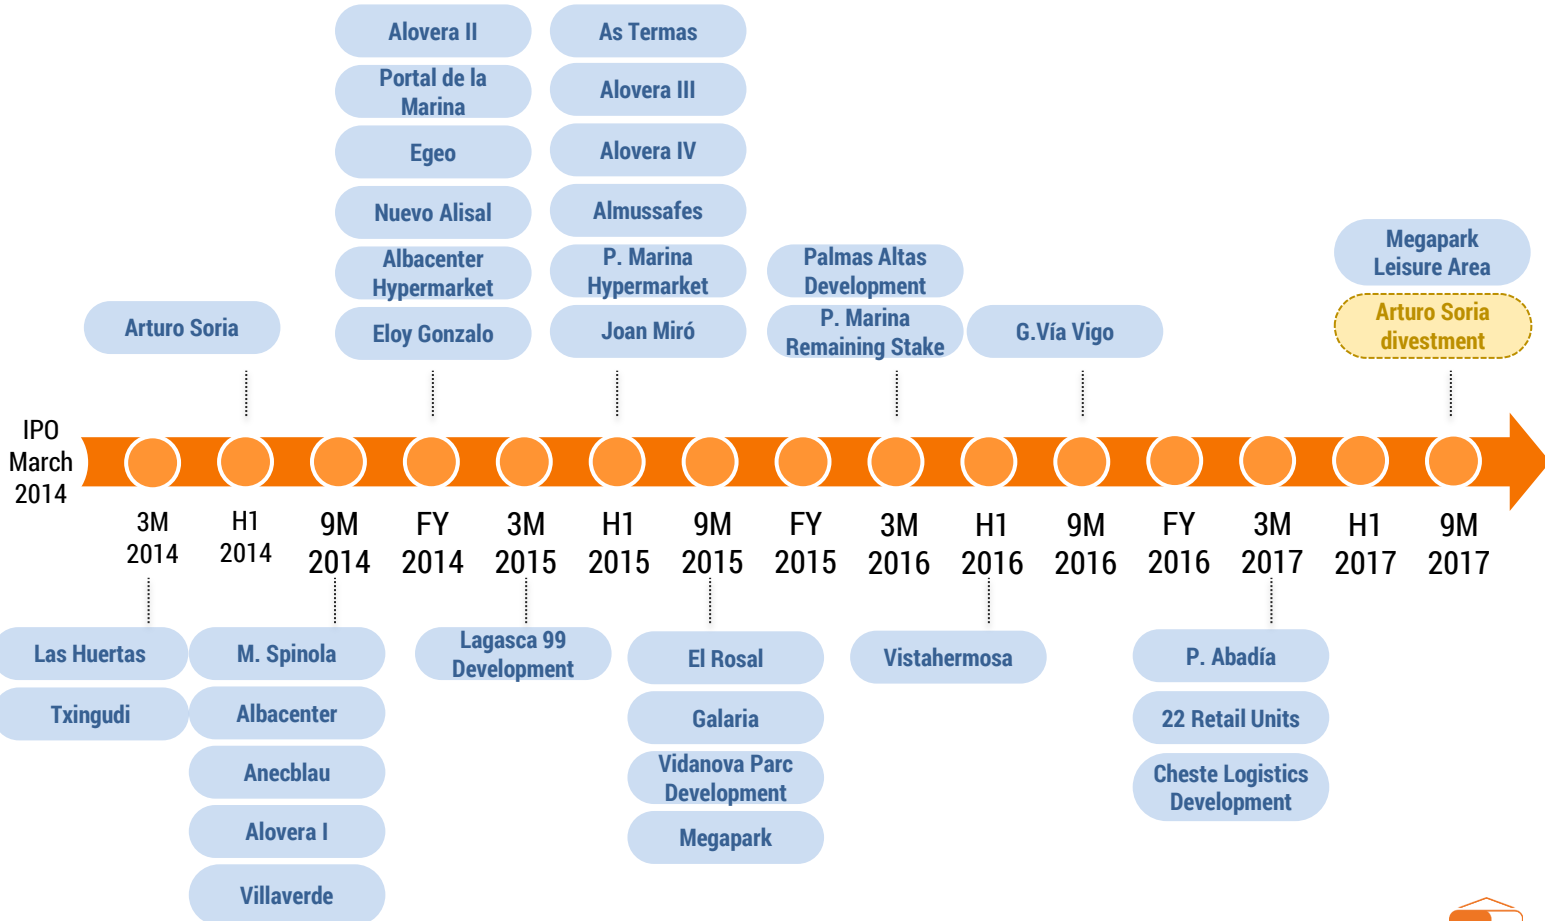 Alovera II
Portal de la
Marina
Egeo
Nuevo Alisal
Albacenter
Hypermarket
Eloy Gonzalo
As Termas
Alovera III
Alovera IV
Almussafes
P. Marina
Hypermarket
Joan Miró
Arturo Soria
Palmas Altas
Development
P. Marina
Remaining Stake
G.Vía Vigo
Megapark
Leisure Area
Arturo Soria
divestment
IPO
March
2014
3M
2014
H1
2014
9M
2014
FY
2014
3M
2015
H1
2015
9M
2015
FY
2015
3M
2016
H1
2016
9M
2016
FY
2016
3M
2017
H1
2017
9M
2017
Las Huertas
Txingudi
M. Spinola
Albacenter
Anecblau
Alovera I
Villaverde
Lagasca 99
Development
El Rosal
Galaria
Vidanova Parc
Development
Megapark
Vistahermosa
P. Abadía
22 Retail Units
Cheste Logistics
Development